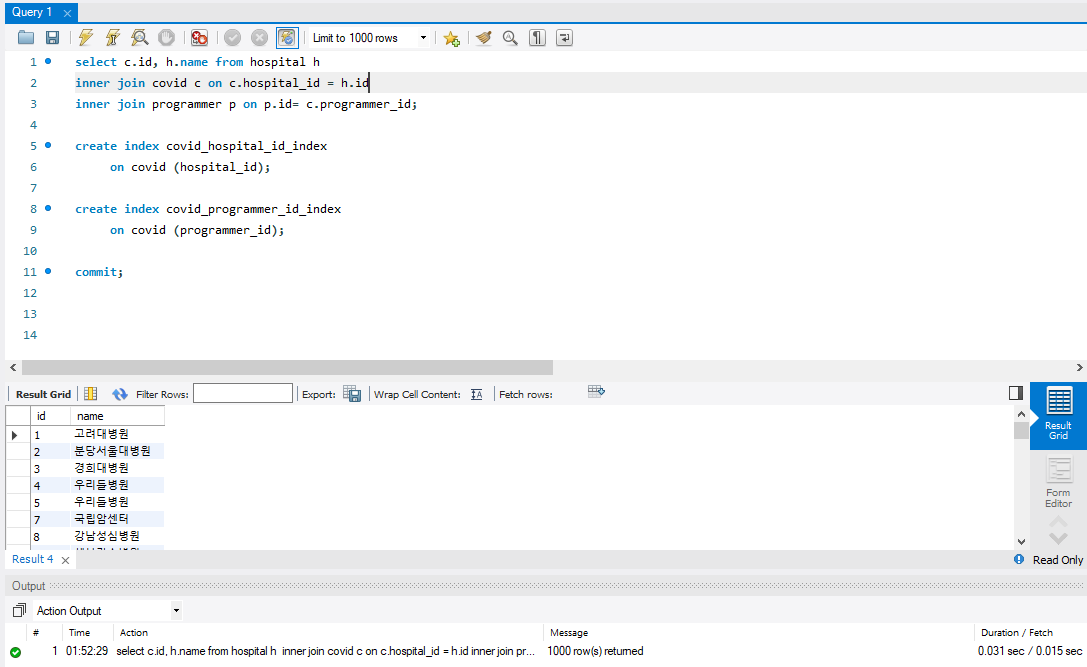 Query 1
Limit to 1000 rows
1 select c.id, h.name from hospital h
2 inner join covid c on c.hospital_id = h.id
3 inner join programmer p on p.id= c.programmer_id;
4
5 create index covid_hospital_id_index
6 on covid (hospital_id);
7
8 create index covid_programmer_id_index
9 on covid (programmer_id);
10
11 commit;
12
13
14
Result Grid Filter Rows: Export: Wrap Cell Content: Fetch rows:
id name
1 고려대병원
2 분당서울대병원
3 경희대병원
4 우리들병원
5 우리들병원
7 국립암센터
8 강남성심병원
Result Grid
Form Editor
Result 4
Read Only
Output
Action Output
# Time Action Message Duration / Fetch
1 01:52:29 select c.id, h.name from hospital h inner join covid c on c.hospital_id = h.id inner join pr... 1000 row(s) returned 0.031 sec / 0.015 sec